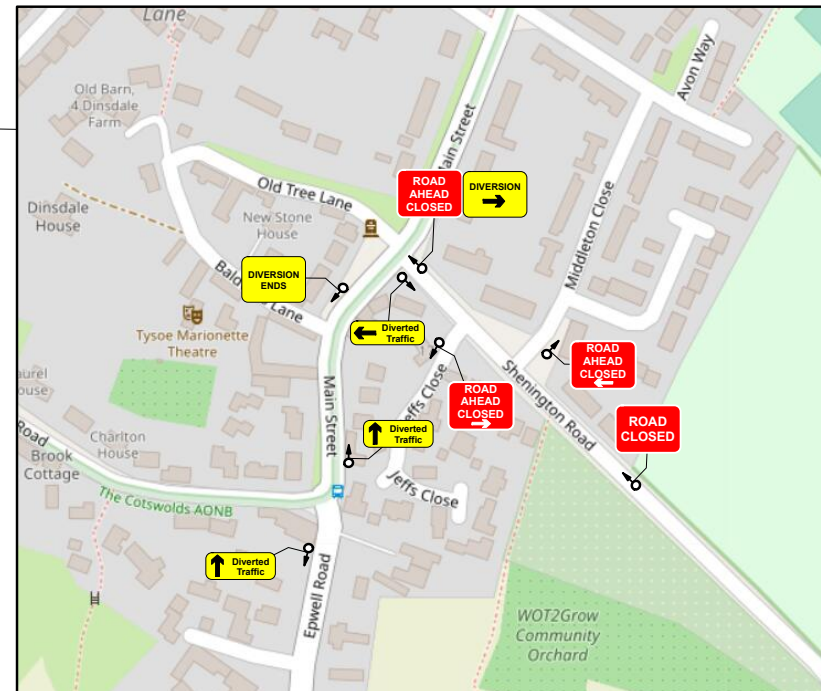 Lane
Old Barn,
4 Dinsdale
Farm
Avon Way
Main Street
ROAD
AHEAD
CLOSED
DIVERSION
Old Tree Lane
Dinsdale
House
New Stone
House
Middleton Close
DIVERSION
ENDS
Lane
Tysoe Marionette
Theatre
Diverted
Traffic
ROAD
AHEAD
CLOSED
Shenington Road
ROAD
AHEAD
CLOSED
Jeffs Close
Main Street
ROAD
CLOSED
Diverted
Traffic
Charlton
House
Road
Brook
Cottage
Jeffs Close
The Cotswolds AONB
Diverted
Traffic
Epwell Road
WOT2Grow
Community
Orchard